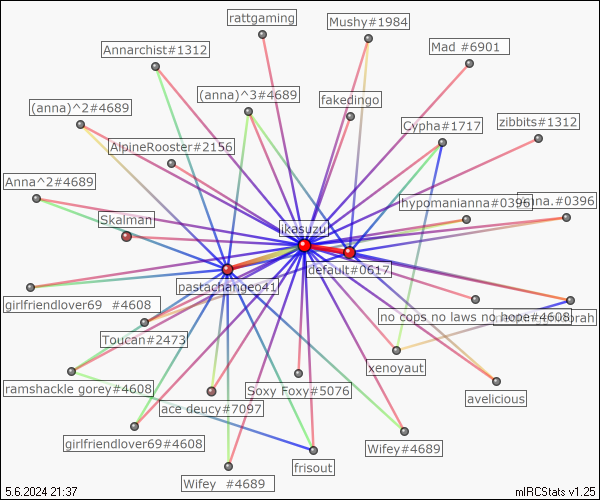 rattgaming
Mushy#1984
Annarchist#1312
Mad #6901
(anna)^3#4689
fakedingo
(anna)^2#4689
Cypha#1717
zibbits#1312
AlpineRooster#2156
Anna^2#4689
hypomanianna#0396
nna.#0396
Skalman
ikasuzu
default#0617
pastachange041
girlfriendlover69 #4608
no cops no laws no nope#4608
orah
Toucan#2473
xenoyaut
ramshackle gorey#4608
Soxy Foxy#5076
avelicious
ace deucy#7097
girlfriendlover69#4608
Wifey#4689
frisout
Wifey #4689
5.6.2024 21:37
mIRCStats v1.25